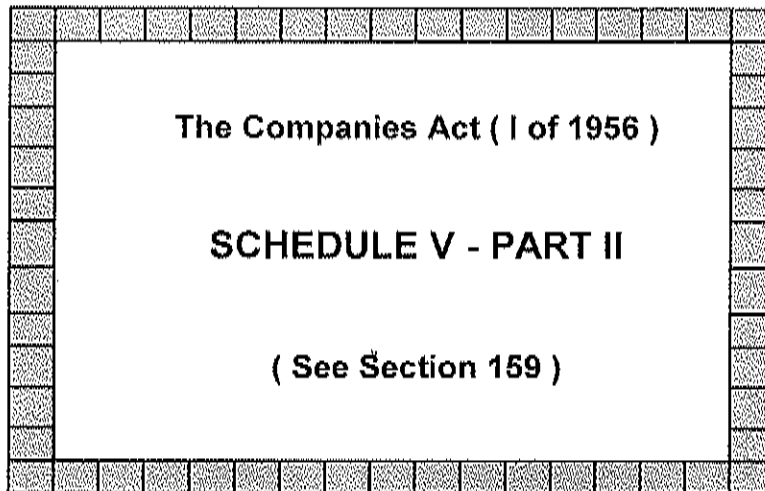 The Companies Act ( I of 1956 )
SCHEDULE V - PART II
( See Section 159 )